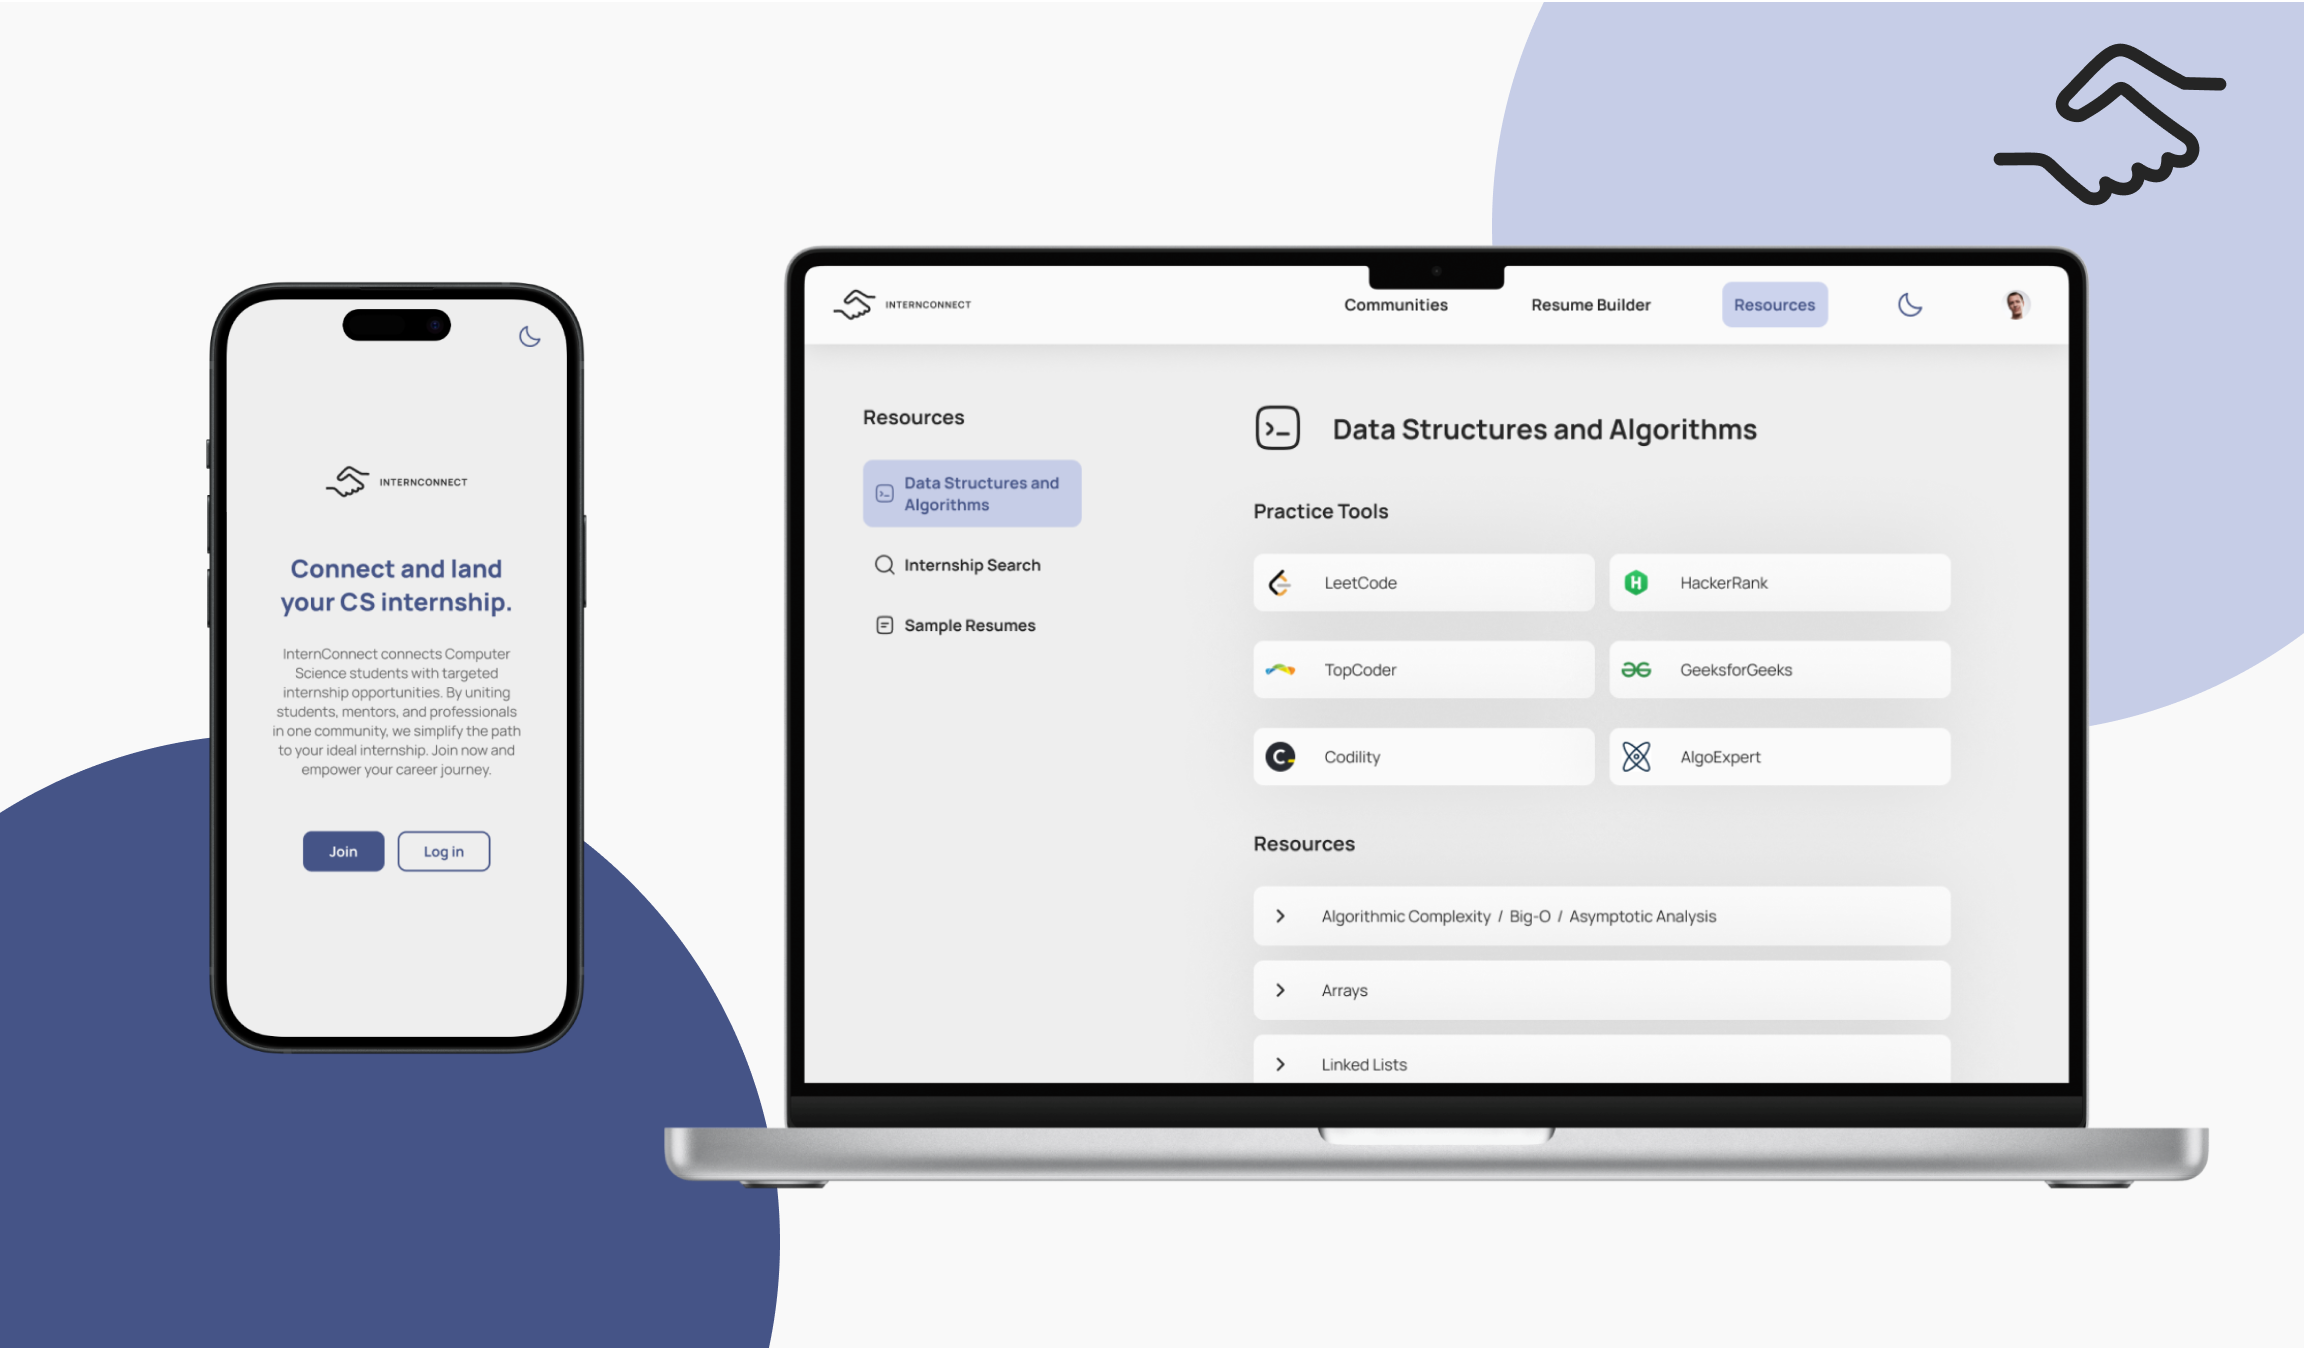 INTERNCONNECT
Connect and land
your CS internship.
InternConnect connects Computer
Science students with targeted
internship opportunities. By uniting
students, mentors, and professionals
in one community, we simplify the path
to your ideal internship. Join now and
empower your career journey.
Join
Log in
INTERNCONNECT
Communities
Resume Builder
Resources
Resources
Data Structures and
Algorithms
Internship Search
Sample Resumes
Data Structures and Algorithms
Practice Tools
LeetCode
HackerRank
TopCoder
GeeksforGeeks
Codility
AlgoExpert
Resources
Algorithmic Complexity / Big-O / Asymptotic Analysis
Arrays
Linked Lists